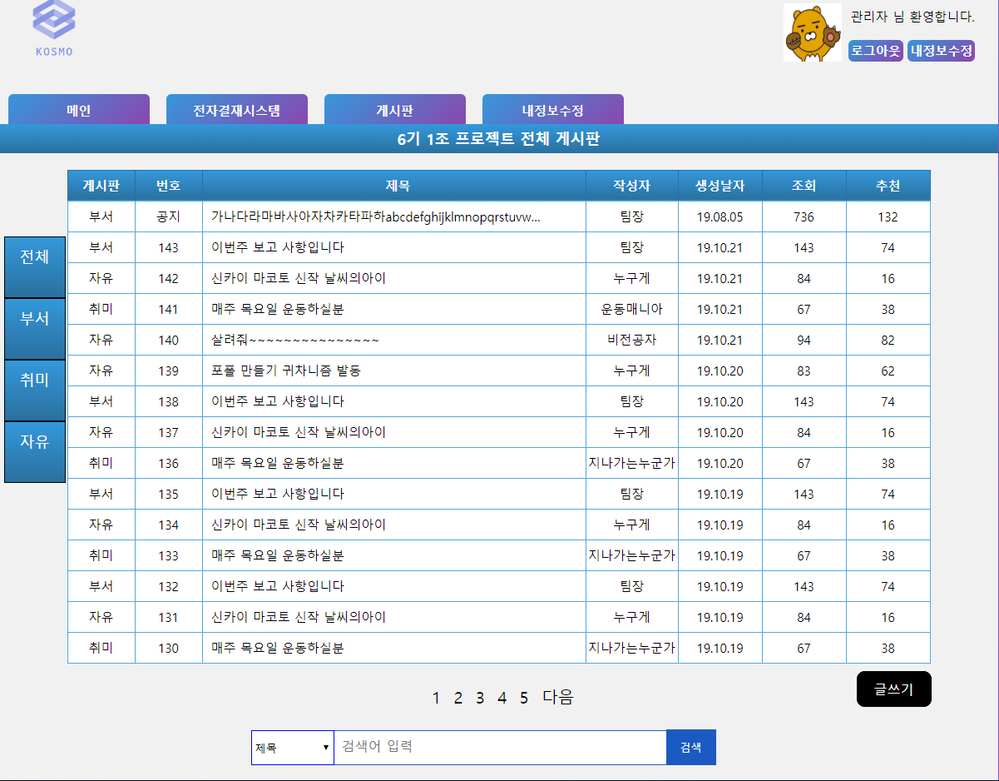 KOSMO
관리자 님 환영합니다.
로그아웃 내정보수정
메인 전자결재시스템 게시판 내정보수정
6기 1조 프로젝트 전체 게시판
전체
부서
취미
자유
게시판 번호 제목 작성자 생성날자 조회 추천
부서 공지 가나다라마바사아자차카타파하abcdefghijklmnopqrstuvw... 팀장 19.08.05 736 132
부서 143 이번주 보고 사항입니다 팀장 19.10.21 143 74
자유 142 신카이 마코토 신작 날씨의아이 누구게 19.10.21 84 16
취미 141 매주 목요일 운동하실분 운동매니아 19.10.21 67 38
자유 140 살려줘~~~~~~~~~~~~~~~ 비전공자 19.10.21 94 82
자유 139 포폴 만들기 귀차니즘 발동 누구게 19.10.20 83 62
부서 138 이번주 보고 사항입니다 팀장 19.10.20 143 74
자유 137 신카이 마코토 신작 날씨의아이 누구게 19.10.20 84 16
취미 136 매주 목요일 운동하실분 지나가는누군가 19.10.20 67 38
부서 135 이번주 보고 사항입니다 팀장 19.10.19 143 74
자유 134 신카이 마코토 신작 날씨의아이 누구게 19.10.19 84 16
취미 133 매주 목요일 운동하실분 지나가는누군가 19.10.19 67 38
부서 132 이번주 보고 사항입니다 팀장 19.10.19 143 74
자유 131 신카이 마코토 신작 날씨의아이 누구게 19.10.19 84 16
취미 130 매주 목요일 운동하실분 지나가는누군가 19.10.19 67 38
글쓰기
1 2 3 4 5 다음
제목 검색어 입력 검색